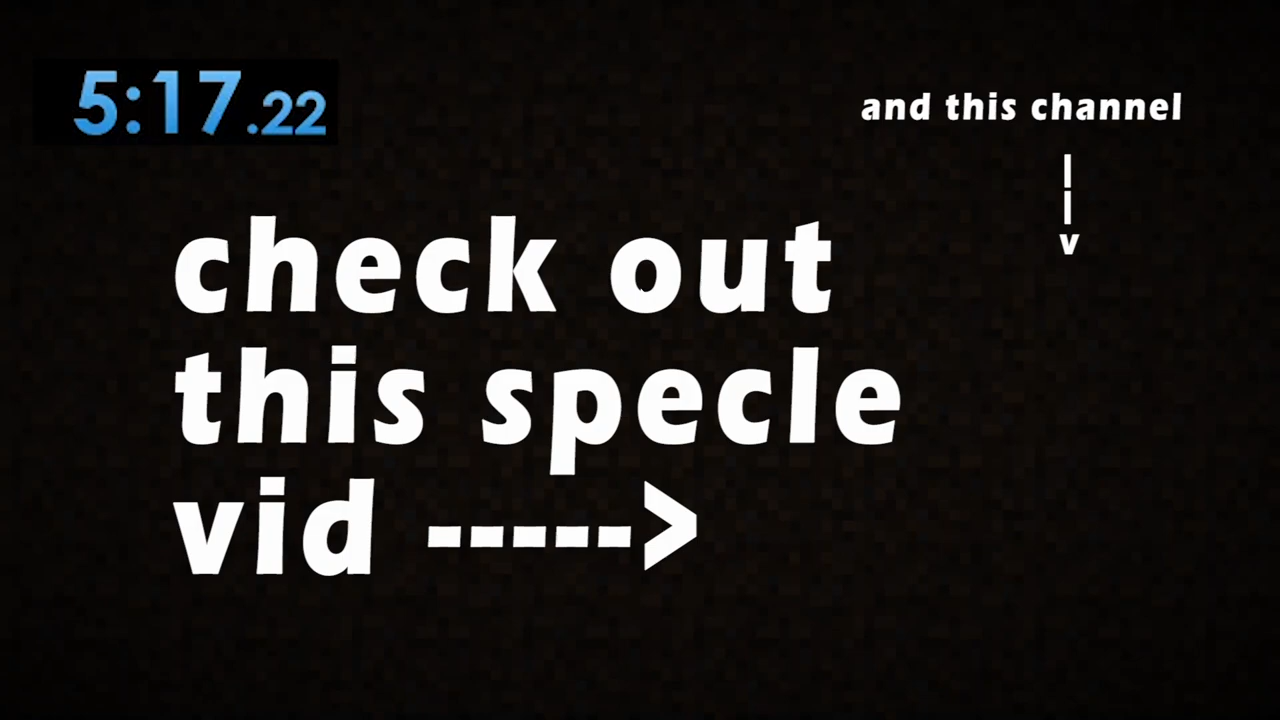 5:17.22
and this channel
|
|
v
check out
this specle
vid ----->